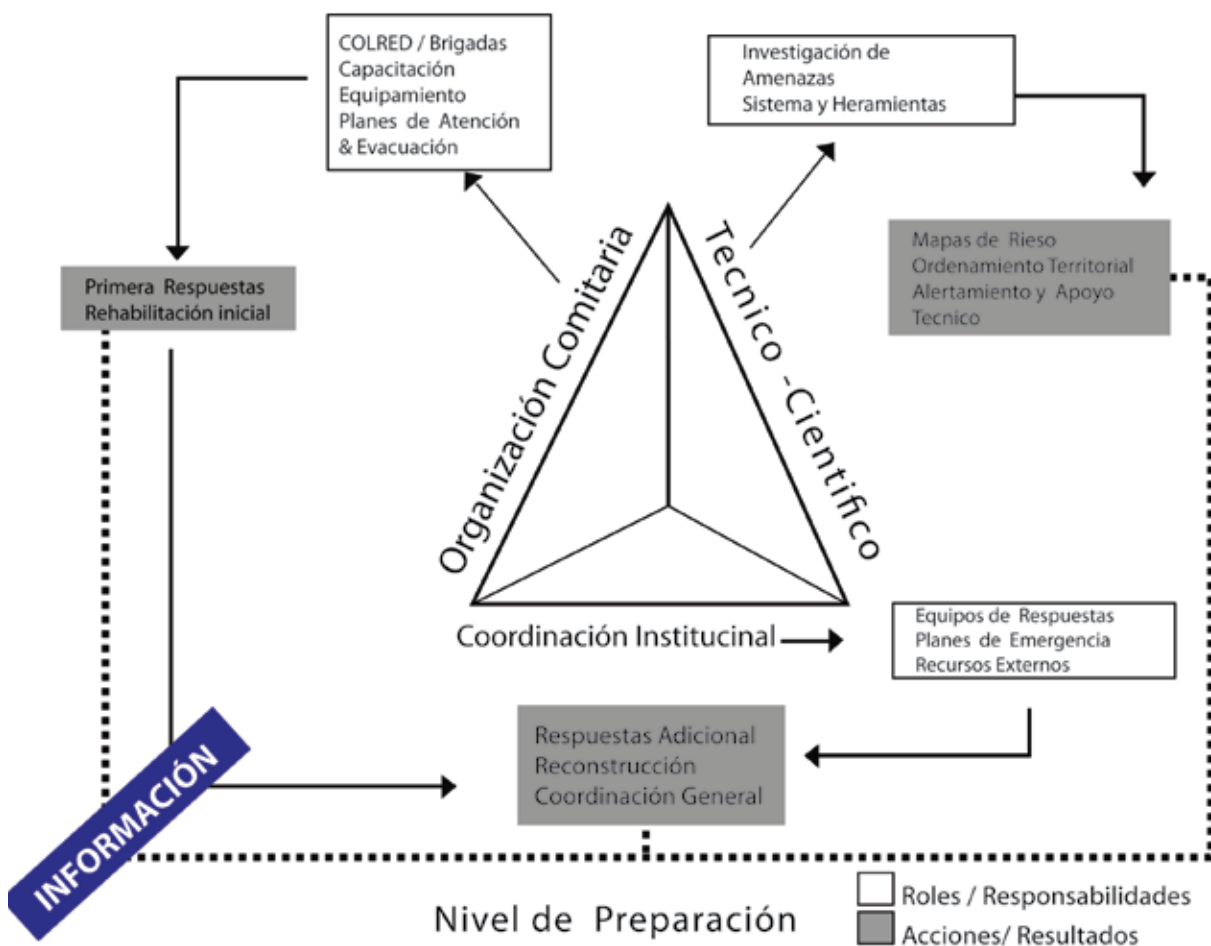 COLRED / Brigadas
Capacitación
Equipamiento
Planes de Atención
& Evacuación
Investigación de
Amenazas
Sistema y Heramientas
Primera Respuestas
Rehabilitación inicial
Mapas de Rieso
Ordenamiento Territorial
Alertamiento y Apoyo
Tecnico
Organización Comitaria
Tecnico -Cientifico
Coordinación Institucinal
Equipos de Respuestas
Planes de Emergencia
Recursos Externos
Respuestas Adicional
Reconstrucción
Coordinación General
INFORMACIÓN
Nivel de Preparación
Roles / Responsabilidades
Acciones/ Resultados